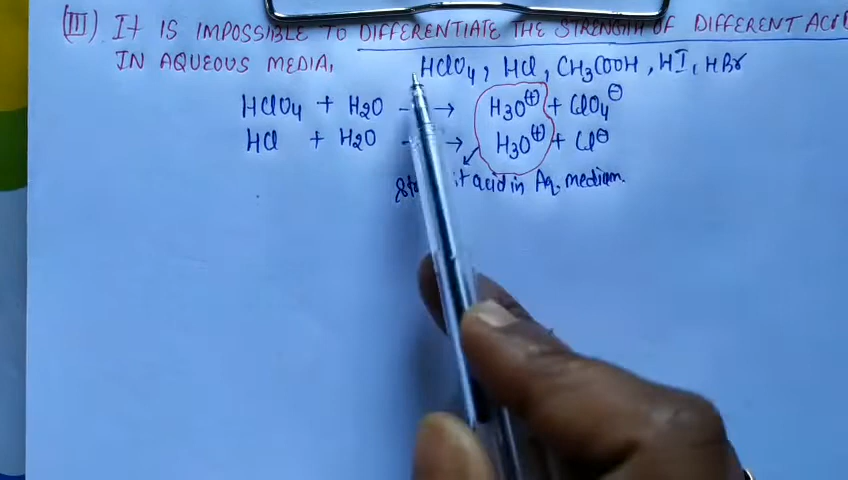 (III) It IS IMPOSSIBLE TO DIFFERENTIATE THE STRENGTH OF DIFFERENT
IN AQUEOUS MEDIA, HClO₄, HCl, CH₃COOH, HI, HBr
HClO₄ + H₂O → H₃O⊕ + ClO₄⊖
HCl + H₂O → H₃O⊕ + Cl⊖
acid in Aq. medium.